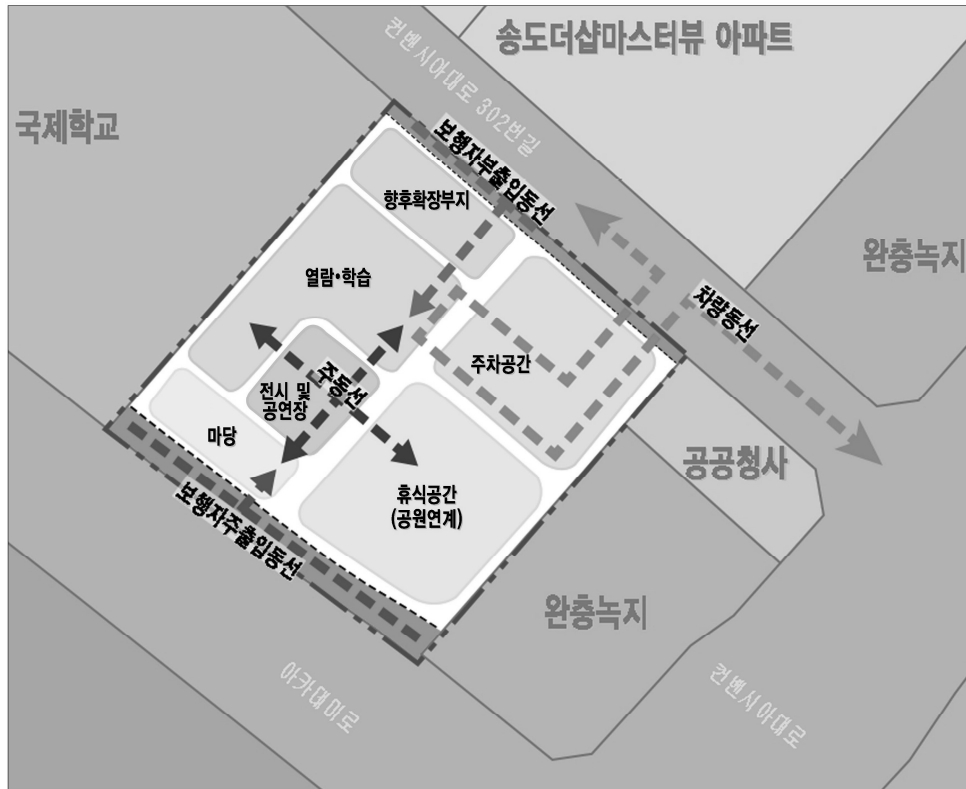 송도더샵마스터뷰 아파트
컨벤시아대로 302번길
국제학교
보행자부출입동선
향후확장부지
완충녹지
열람•학습
차량동선
주차공간
주동선
전시 및
공연장
마당
공공청사
휴식공간
(공원연계)
보행자주출입동선
완충녹지
아카데미로
컨벤시아대로